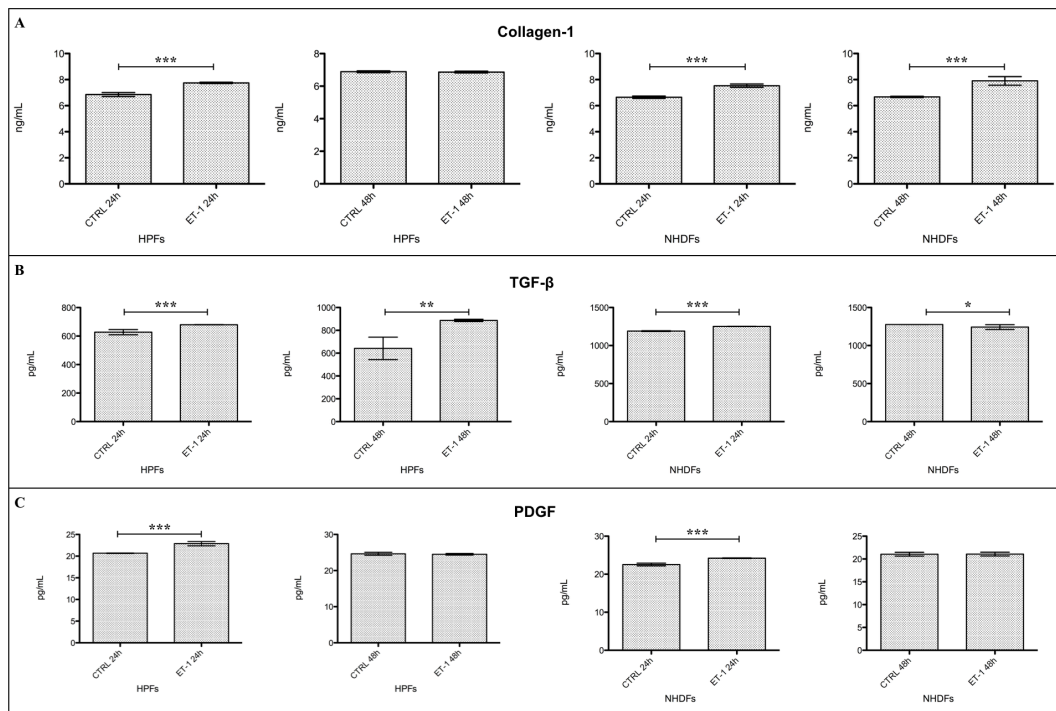 A
Collagen-1
***
ng/mL
10
8
6
4
2
0
CTRL 24h
ET-1 24h
HPFs
ng/mL
8
6
4
2
0
CTRL 48h
ET-1 48h
HPFs
***
ng/mL
10
8
6
4
2
0
CTRL 24h
ET-1 24h
NHDFs
***
ng/mL
10
8
6
4
2
0
CTRL 48h
ET-1 48h
NHDFs
B
TGF-β
***
pg/mL
800
600
400
200
0
CTRL 24h
ET-1 24h
HPFs
**
pg/mL
1000
800
600
400
200
0
CTRL 48h
ET-1 48h
HPFs
***
pg/mL
1500
1000
500
0
CTRL 24h
ET-1 24h
NHDFs
*
pg/mL
1500
1000
500
0
CTRL 48h
ET-1 48h
NHDFs
C
PDGF
***
pg/mL
25
20
15
10
5
0
CTRL 24h
ET-1 24h
HPFs
pg/mL
30
20
10
0
CTRL 48h
ET-1 48h
HPFs
***
pg/mL
30
20
10
0
CTRL 24h
ET-1 24h
NHDFs
pg/mL
25
20
15
10
5
0
CTRL 48h
ET-1 48h
NHDFs